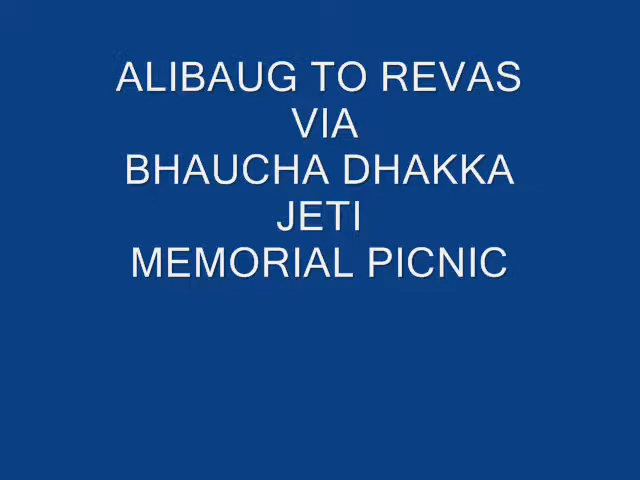 ALIBAUG TO REVAS
VIA
BHAUCHA DHAKKA
JETI
MEMORIAL PICNIC